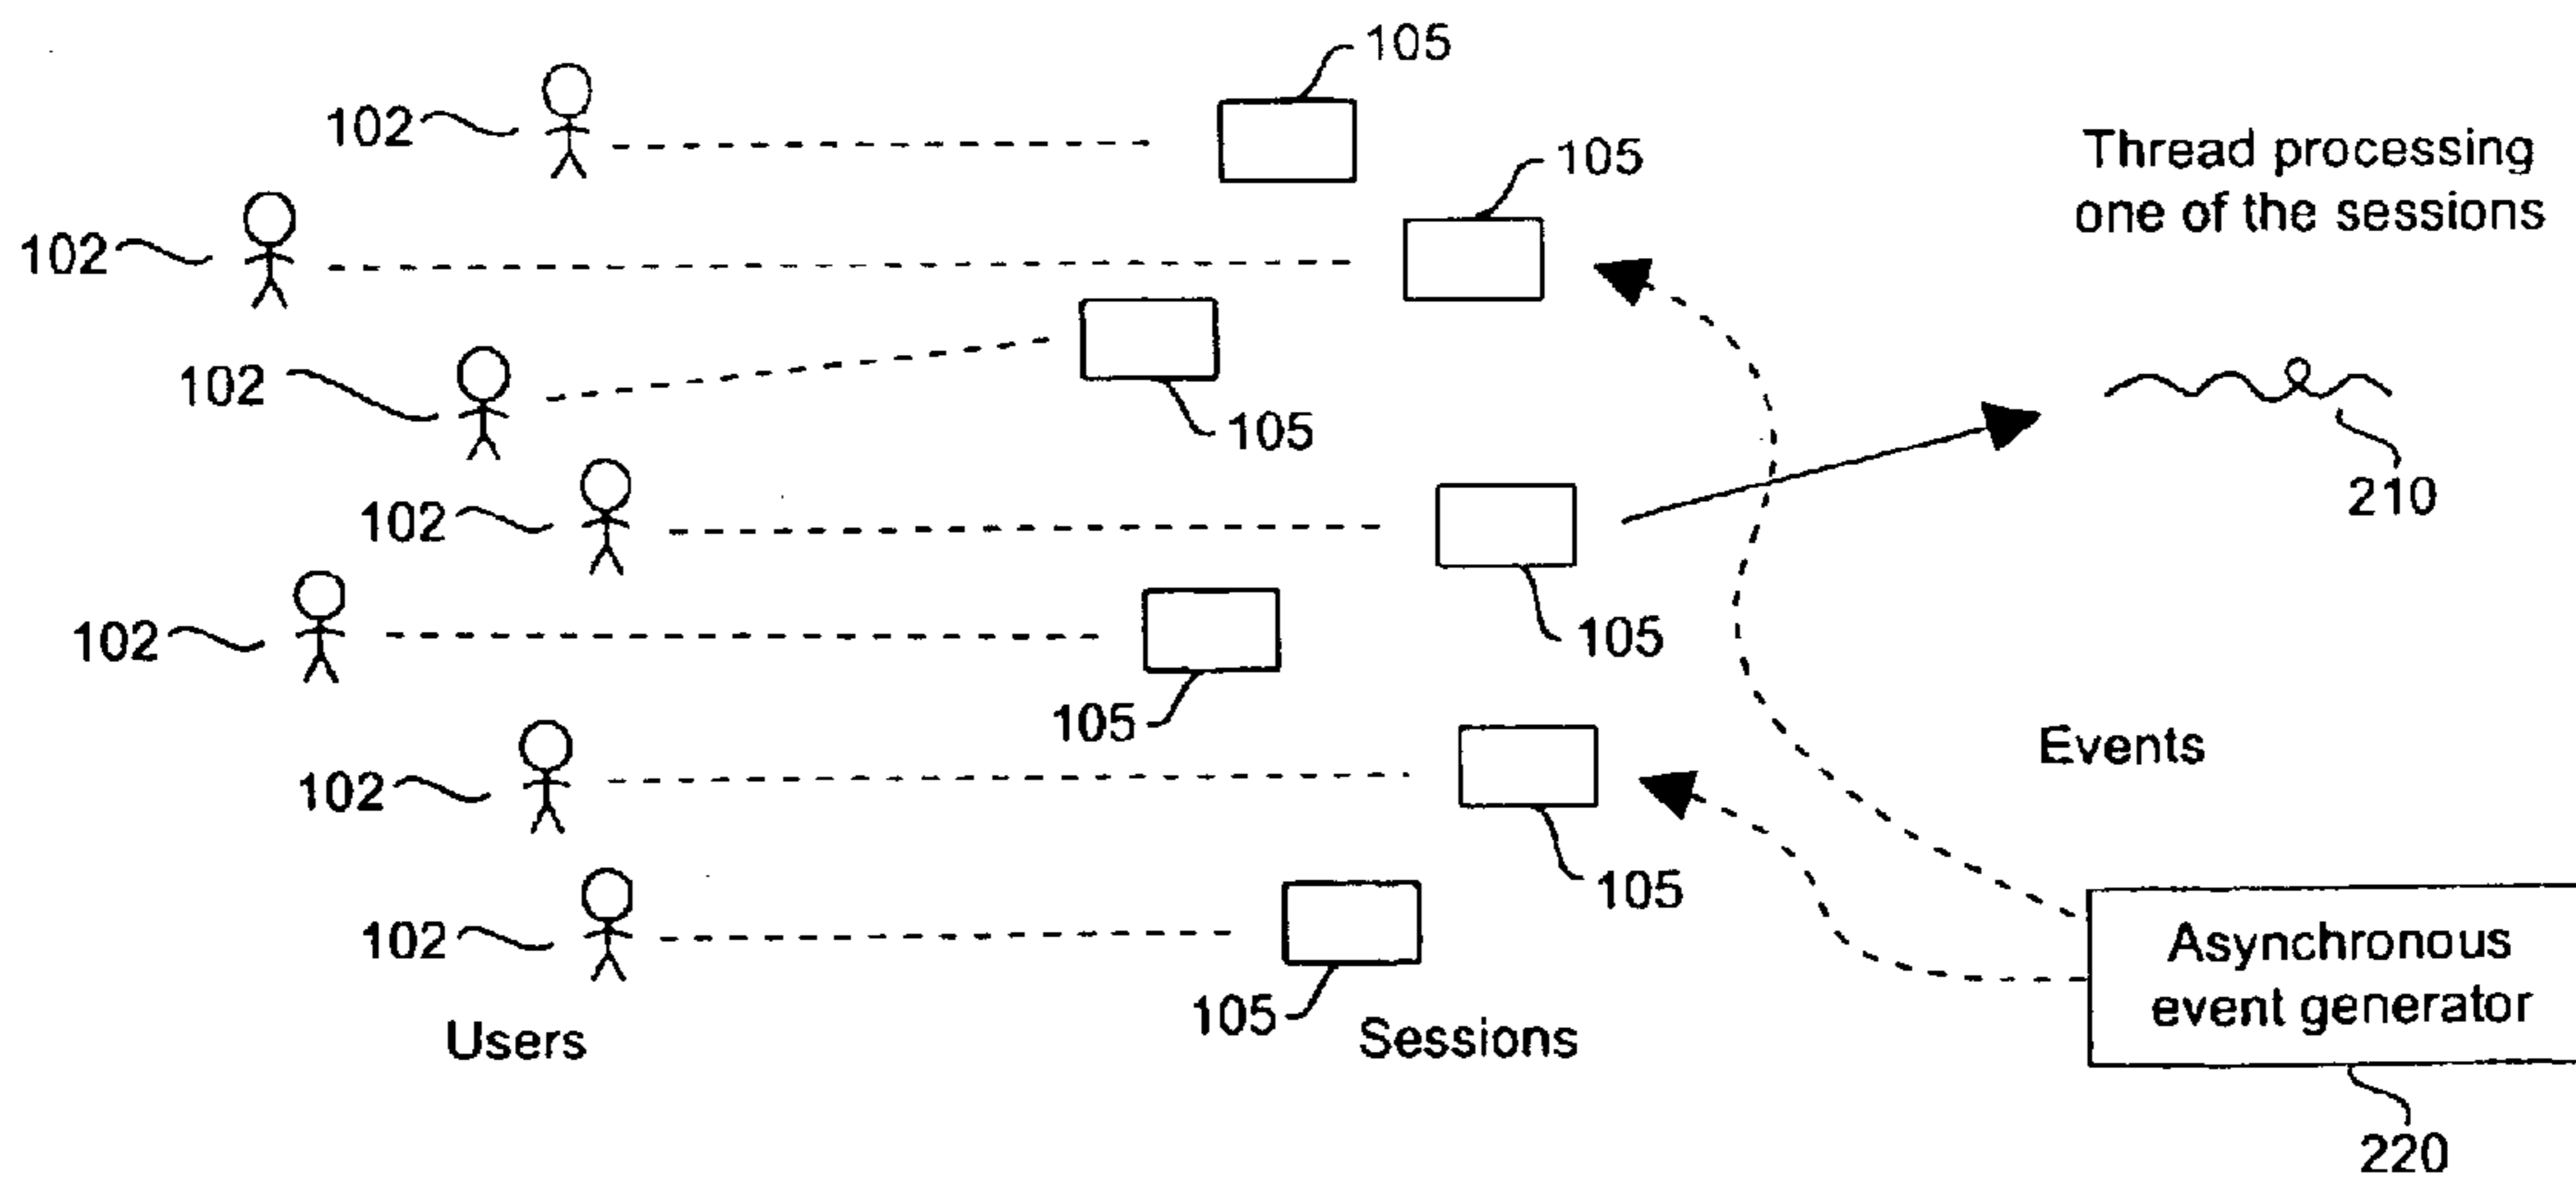 105
102
Thread processing
one of the sessions
105
102
102
105
210
102
105
102
105
Events
102
105
102
Asynchronous
event generator
105
Users
Sessions
220